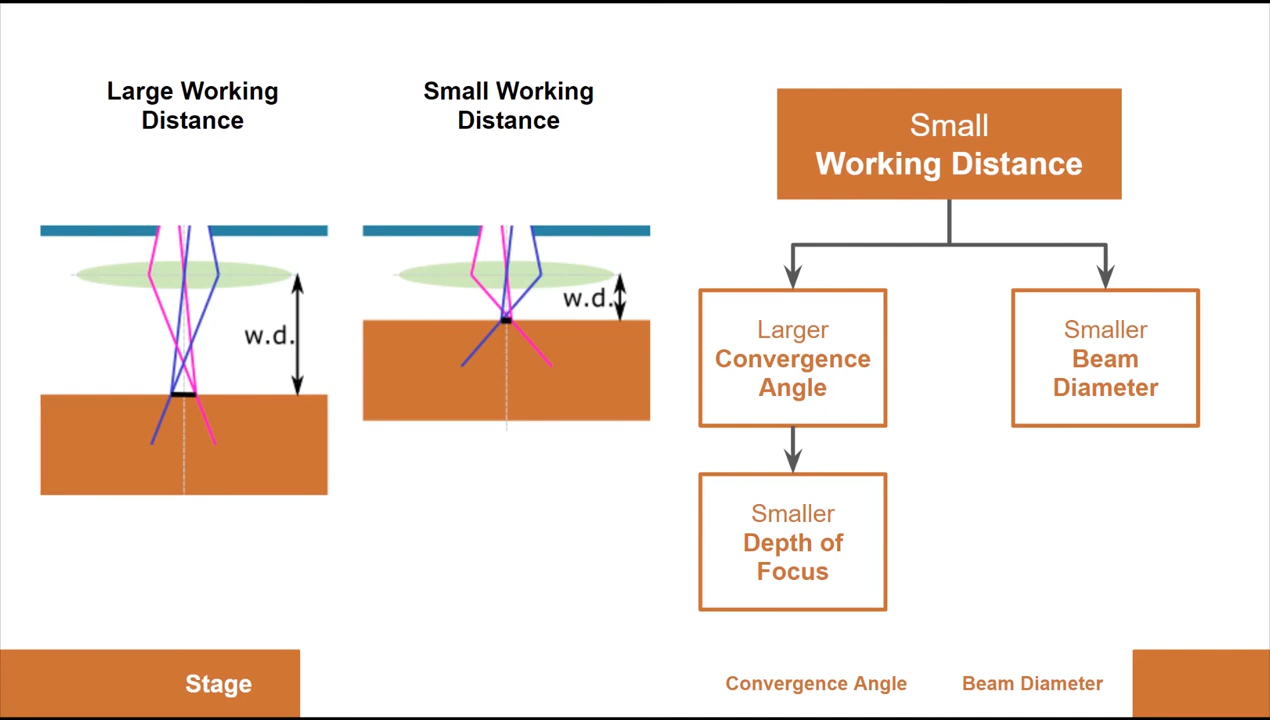 Large Working
Distance
Small Working
Distance
w.d.
w.d.
Small
Working Distance
Larger
Convergence
Angle
Smaller
Beam
Diameter
Smaller
Depth of
Focus
Stage
Convergence Angle
Beam Diameter